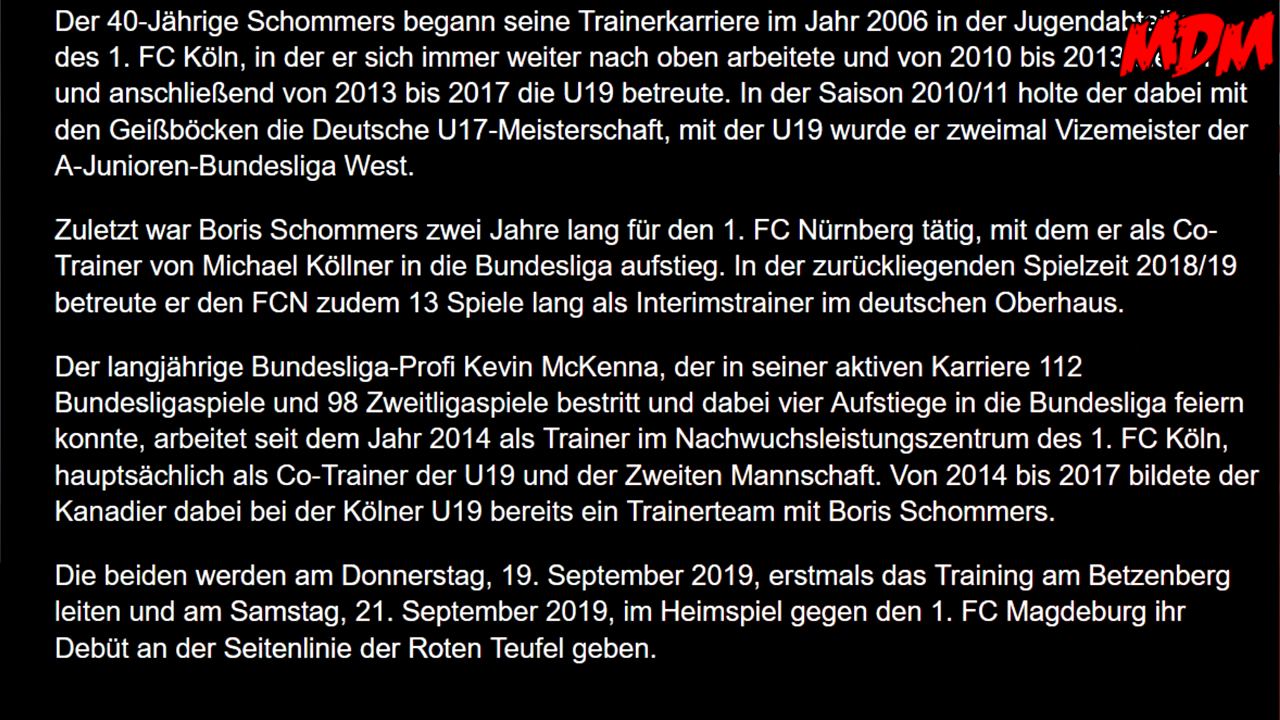 Der 40-Jährige Schommers begann seine Trainerkarriere im Jahr 2006 in der
MDM
des 1. FC Köln, in der er sich immer weiter nach oben arbeitete und von 2010 bis 2013
und anschließend von 2013 bis 2017 die U19 betreute. In der Saison 2010/11 holte der dabei mit
den Geißböcken die Deutsche U17-Meisterschaft, mit der U19 wurde er zweimal Vizemeister der
A-Junioren-Bundesliga West.
Zuletzt war Boris Schommers zwei Jahre lang für den 1. FC Nürnberg tätig, mit dem er als Co-
Trainer von Michael Köllner in die Bundesliga aufstieg. In der zurückliegenden Spielzeit 2018/19
betreute er den FCN zudem 13 Spiele lang als Interimstrainer im deutschen Oberhaus.
Der langjährige Bundesliga-Profi Kevin McKenna, der in seiner aktiven Karriere 112
Bundesligaspiele und 98 Zweitligaspiele bestritt und dabei vier Aufstiege in die Bundesliga feiern
konnte, arbeitet seit dem Jahr 2014 als Trainer im Nachwuchsleistungszentrum des 1. FC Köln,
hauptsächlich als Co-Trainer der U19 und der Zweiten Mannschaft. Von 2014 bis 2017 bildete der
Kanadier dabei bei der Kölner U19 bereits ein Trainerteam mit Boris Schommers.
Die beiden werden am Donnerstag, 19. September 2019, erstmals das Training am Betzenberg
leiten und am Samstag, 21. September 2019, im Heimspiel gegen den 1. FC Magdeburg ihr
Debüt an der Seitenlinie der Roten Teufel geben.